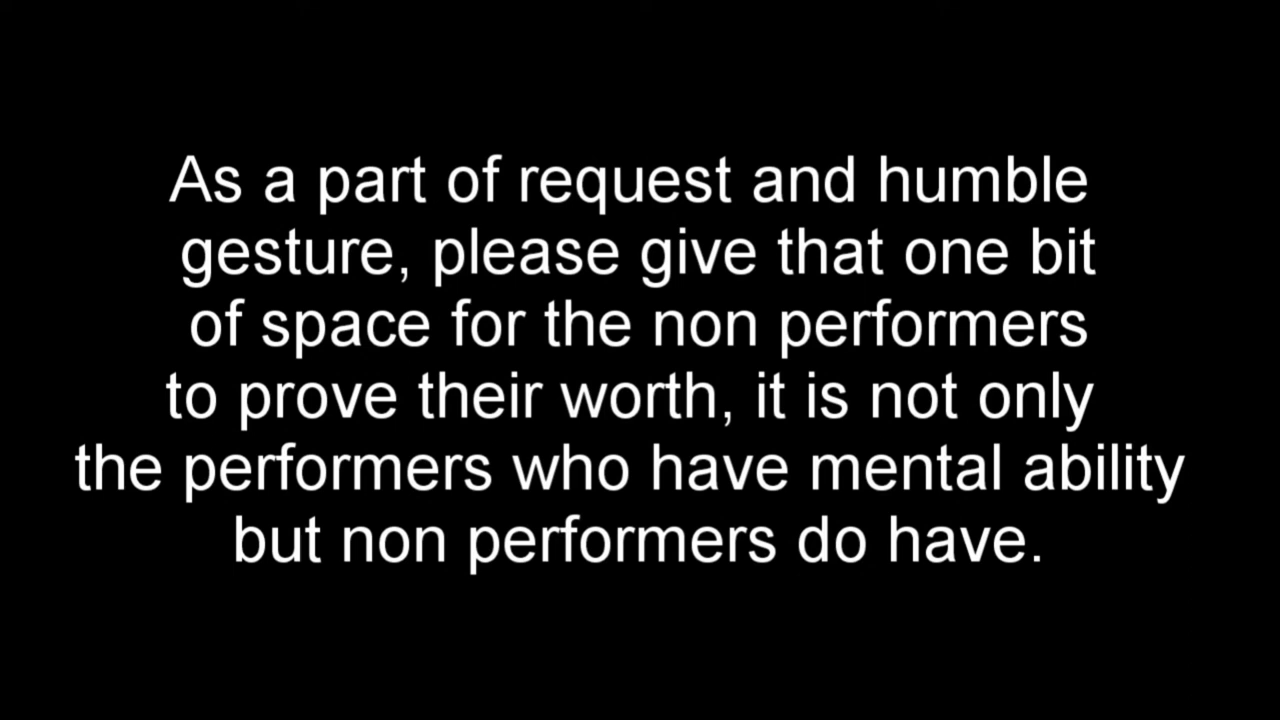 As a part of request and humble
gesture, please give that one bit
of space for the non performers
to prove their worth, it is not only
the performers who have mental ability
but non performers do have.